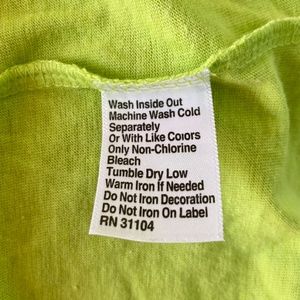 Wash Inside Out
Machine Wash Cold
Separately
Or With Like Colors
Only Non-Chlorine
Bleach
Tumble Dry Low
Warm Iron If Needed
Do Not Iron Decoration
Do Not Iron On Label
RN 31104